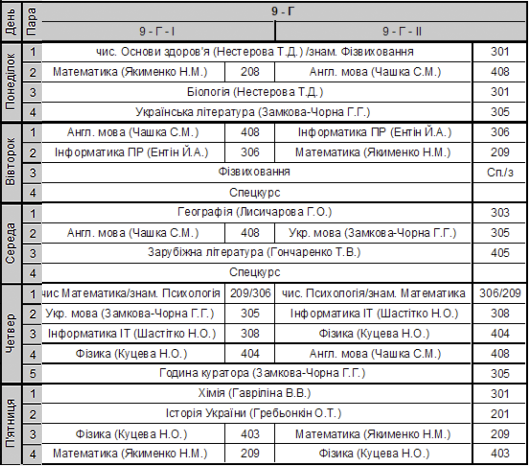 День Пара 9 - Г
9 - Г - I 9 - Г - II
Понеділок
1 чис. Основи здоров'я (Нестерова Т.Д.) /знам. Фізвиховання 301
2 Математика (Якименко Н.М.) 208 Англ. мова (Чашка С.М.) 408
3 Біологія (Нестерова Т.Д.) 301
4 Українська література (Замкова-Чорна Г.Г.) 305
Вівторок
1 Англ. мова (Чашка С.М.) 408 Інформатика ПР (Ентін Й.А.) 306
2 Інформатика ПР (Ентін Й.А.) 306 Математика (Якименко Н.М.) 209
3 Фізвиховання Сп./з
4 Спецкурс
Середа
1 Географія (Лисичарова Г.О.) 303
2 Англ. мова (Чашка С.М.) 408 Укр. мова (Замкова-Чорна Г.Г.) 305
3 Зарубіжна література (Гончаренко Т.В.) 405
4 Спецкурс
Четвер
1 чис Математика/знам. Психологія 209/306 чис. Психологія/знам. Математика 306/209
2 Укр. мова (Замкова-Чорна Г.Г.) 305 Інформатика ІТ (Шастітко Н.О.) 308
3 Інформатика ІТ (Шастітко Н.О.) 308 Фізика (Куцева Н.О.) 404
4 Фізика (Куцева Н.О.) 404 Англ. мова (Чашка С.М.) 408
5 Година куратора (Замкова-Чорна Г.Г.) 305
П'ятниця
1 Хімія (Гавріліна В.В.) 301
2 Історія України (Гребьонкін О.Т.) 201
3 Фізика (Куцева Н.О.) 403 Математика (Якименко Н.М.) 209
4 Математика (Якименко Н.М.) 209 Фізика (Куцева Н.О.) 403